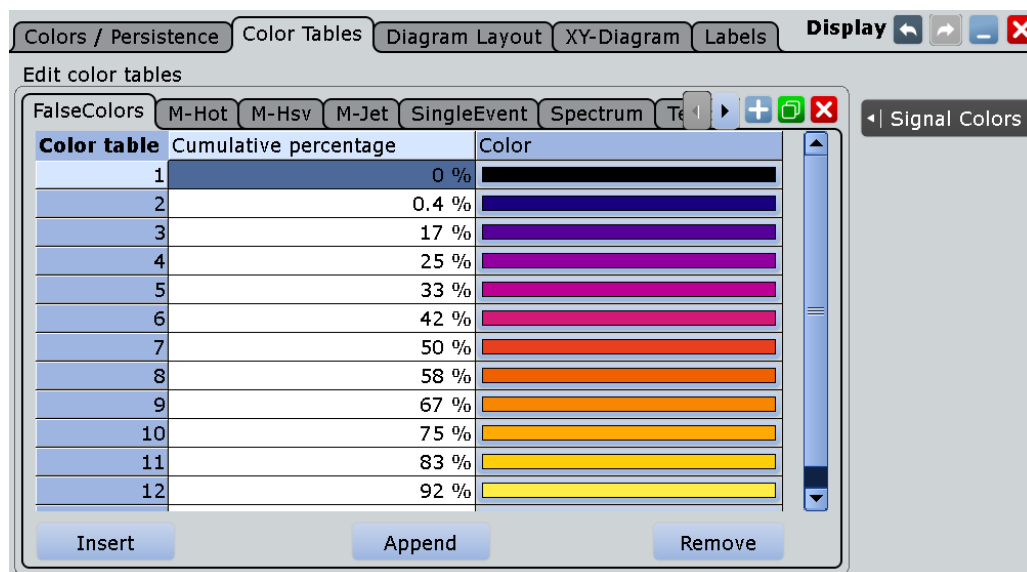 Colors / Persistence Color Tables Diagram Layout XY-Diagram Labels Display
Edit color tables
FalseColors M-Hot M-Hsv M-Jet SingleEvent Spectrum
Signal Colors
Color table Cumulative percentage Color
1 0 %
2 0.4 %
3 17 %
4 25 %
5 33 %
6 42 %
7 50 %
8 58 %
9 67 %
10 75 %
11 83 %
12 92 %
Insert Append Remove